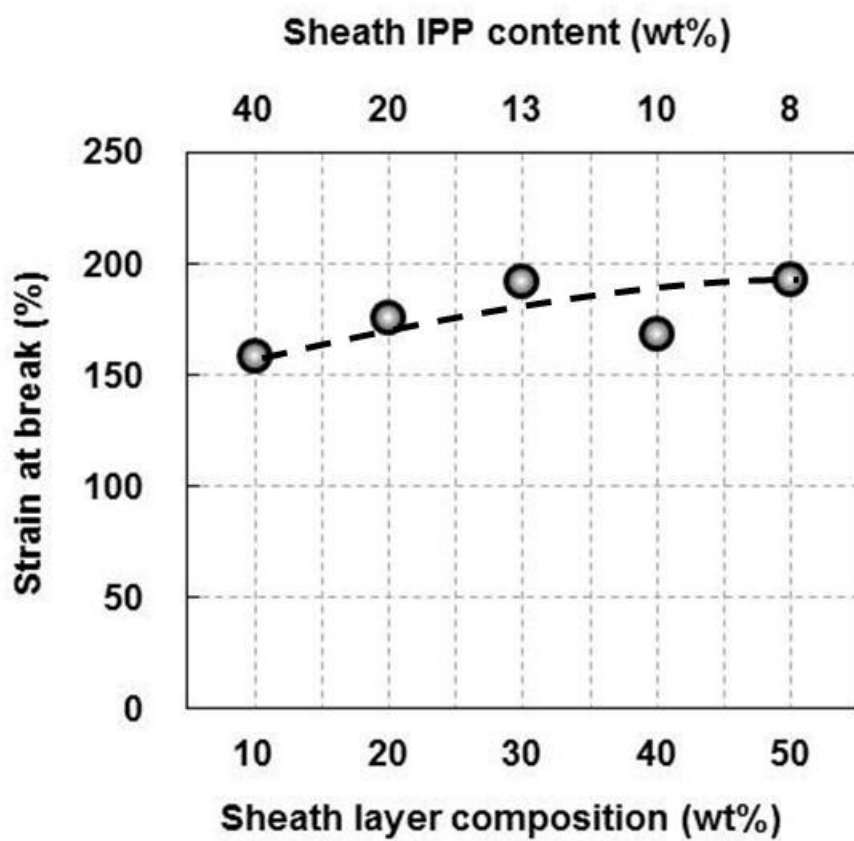 Sheath IPP content (wt%)
40 20 13 10 8
250
200
150
100
50
0
Strain at break (%)
10 20 30 40 50
Sheath layer composition (wt%)